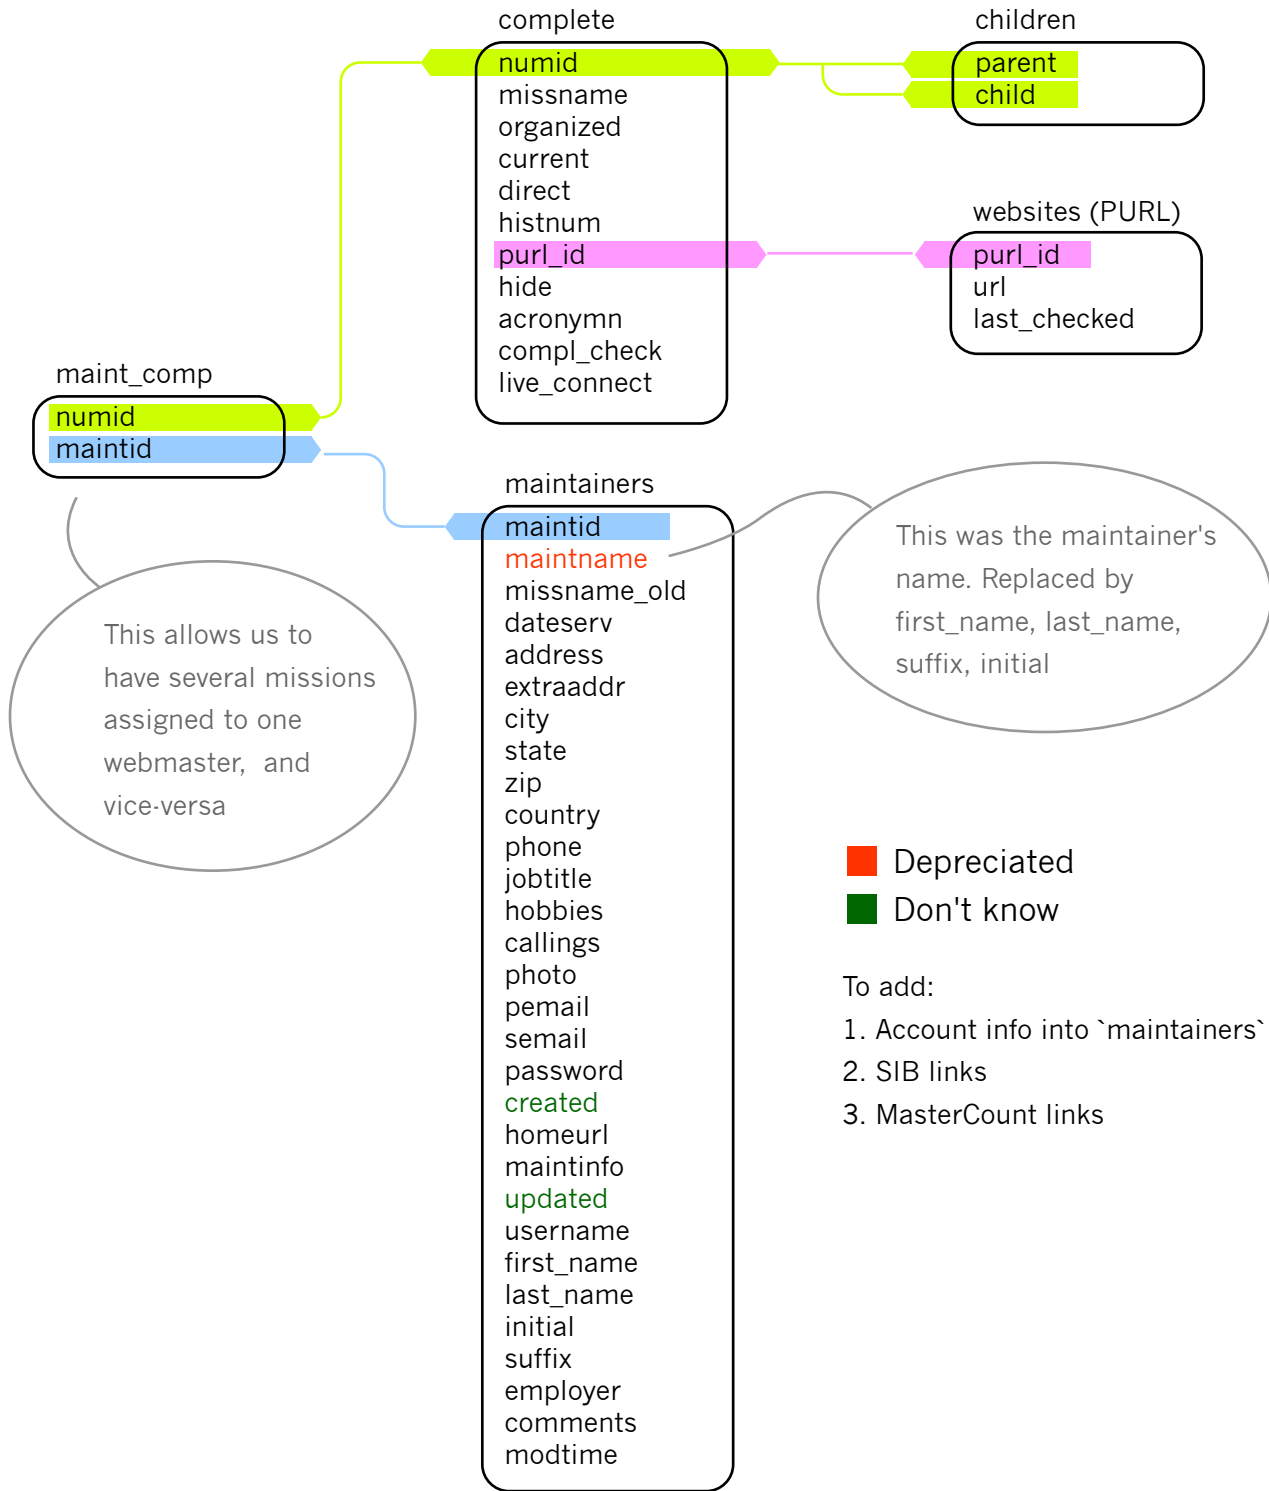 complete
numid
missname
organized
current
direct
histnum
purl_id
hide
acronymn
compl_check
live_connect
children
parent
child
websites (PURL)
purl_id
url
last_checked
maint_comp
numid
maintid
This allows us to
have several missions
assigned to one
webmaster,  and
vice-versa
maintainers
maintid
maintname
missname_old
dateserv
address
extraaddr
city
state
zip
country
phone
jobtitle
hobbies
callings
photo
pemail
semail
password
created
homeurl
maintinfo
updated
username
first_name
last_name
initial
suffix
employer
comments
modtime
This was the maintainer's
name. Replaced by
first_name, last_name,
suffix, initial
Depreciated
Don't know
To add:
1. Account info into `maintainers`
2. SIB links
3. MasterCount links